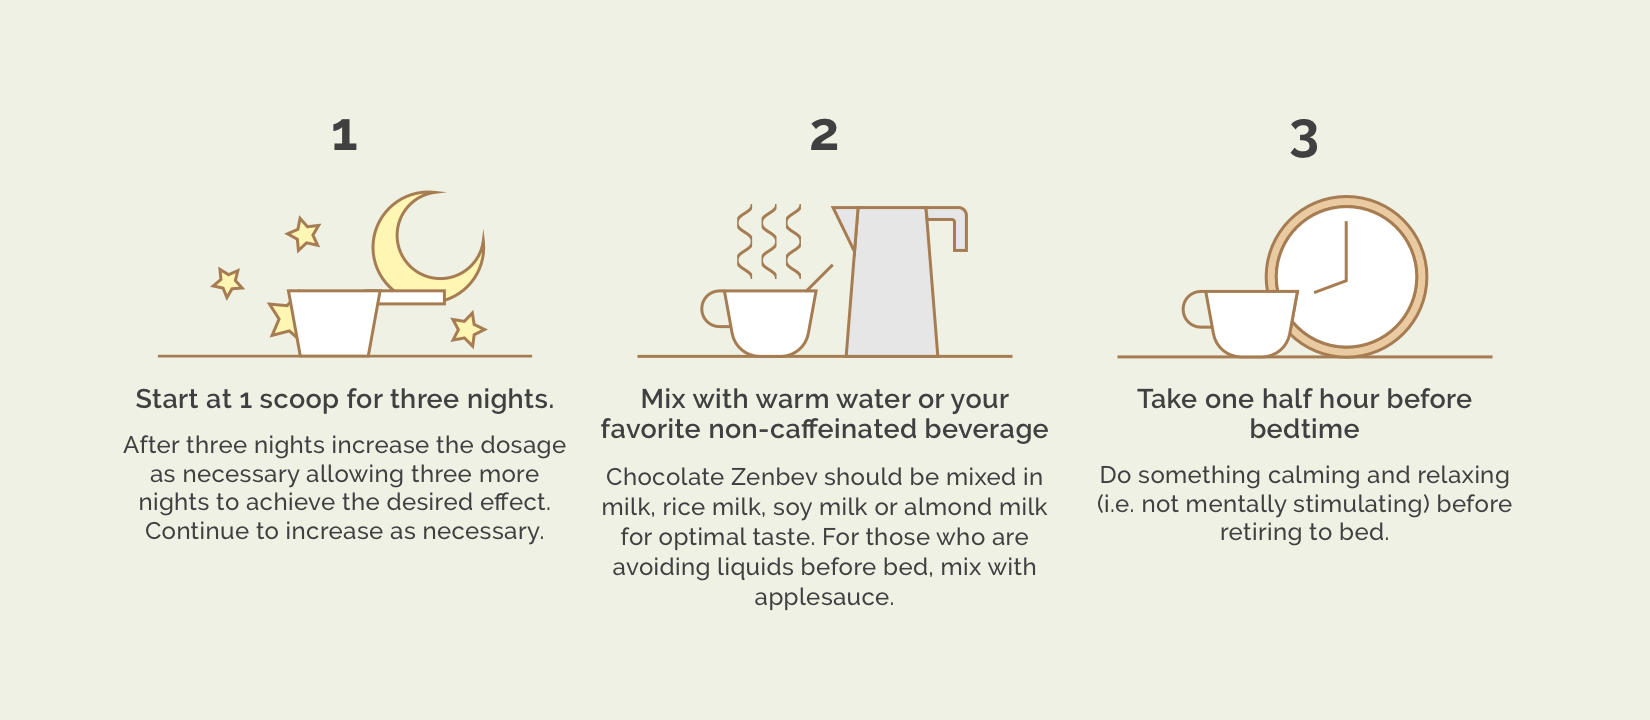 1
Start at 1 scoop for three nights.
After three nights increase the dosage
as necessary allowing three more
nights to achieve the desired effect.
Continue to increase as necessary.
2
Mix with warm water or your
favorite non-caffeinated beverage
Chocolate Zenbev should be mixed in
milk, rice milk, soy milk or almond milk
for optimal taste. For those who are
avoiding liquids before bed, mix with
applesauce.
3
Take one half hour before
bedtime
Do something calming and relaxing
(i.e. not mentally stimulating) before
retiring to bed.